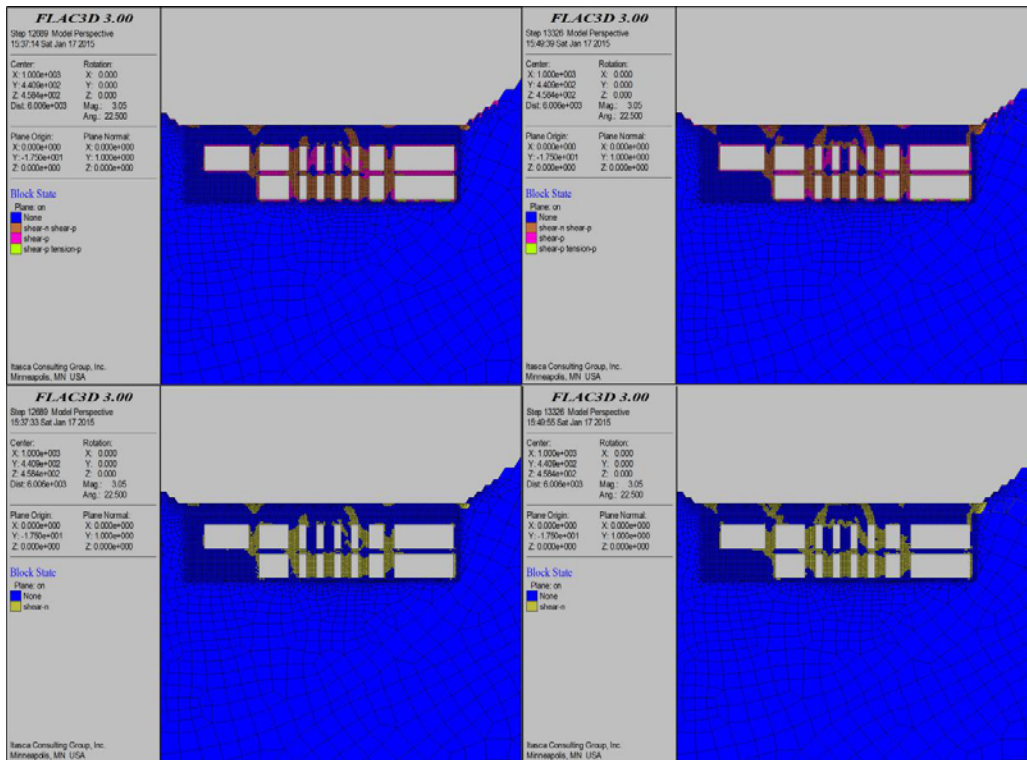 FLAC3D 3.00
Step 12689 Model Perspective
15:37:14 Sat Jan 17 2015
Center:
X: 1.000e+003
Y: 4.409e+002
Z: 4.584e+002
Dist: 6.006e+003
Rotation:
X: 0.000
Y: 0.000
Z: 0.000
Mag.: 3.05
Ang.: 22.500
Plane Origin:
X: 0.000e+000
Y: -1.750e+001
Z: 0.000e+000
Plane Normal:
X: 0.000e+000
Y: 1.000e+000
Z: 0.000e+000
Block State
Plane: on
None
shear-n shear-p
shear-p
shear-p tension-p
Itasca Consulting Group, Inc.
Minneapolis, MN USA
FLAC3D 3.00
Step 13326 Model Perspective
15:49:39 Sat Jan 17 2015
Center:
X: 1.000e+003
Y: 4.409e+002
Z: 4.584e+002
Dist: 6.006e+003
Rotation:
X: 0.000
Y: 0.000
Z: 0.000
Mag.: 3.05
Ang.: 22.500
Plane Origin:
X: 0.000e+000
Y: -1.750e+001
Z: 0.000e+000
Plane Normal:
X: 0.000e+000
Y: 1.000e+000
Z: 0.000e+000
Block State
Plane: on
None
shear-n shear-p
shear-p
shear-p tension-p
Itasca Consulting Group, Inc.
Minneapolis, MN USA
FLAC3D 3.00
Step 12689 Model Perspective
15:37:33 Sat Jan 17 2015
Center:
X: 1.000e+003
Y: 4.409e+002
Z: 4.584e+002
Dist: 6.006e+003
Rotation:
X: 0.000
Y: 0.000
Z: 0.000
Mag.: 3.05
Ang.: 22.500
Plane Origin:
X: 0.000e+000
Y: -1.750e+001
Z: 0.000e+000
Plane Normal:
X: 0.000e+000
Y: 1.000e+000
Z: 0.000e+000
Block State
Plane: on
None
shear-n
Itasca Consulting Group, Inc.
Minneapolis, MN USA
FLAC3D 3.00
Step 13326 Model Perspective
15:49:55 Sat Jan 17 2015
Center:
X: 1.000e+003
Y: 4.409e+002
Z: 4.584e+002
Dist: 6.006e+003
Rotation:
X: 0.000
Y: 0.000
Z: 0.000
Mag.: 3.05
Ang.: 22.500
Plane Origin:
X: 0.000e+000
Y: -1.750e+001
Z: 0.000e+000
Plane Normal:
X: 0.000e+000
Y: 1.000e+000
Z: 0.000e+000
Block State
Plane: on
None
shear-n
Itasca Consulting Group, Inc.
Minneapolis, MN USA